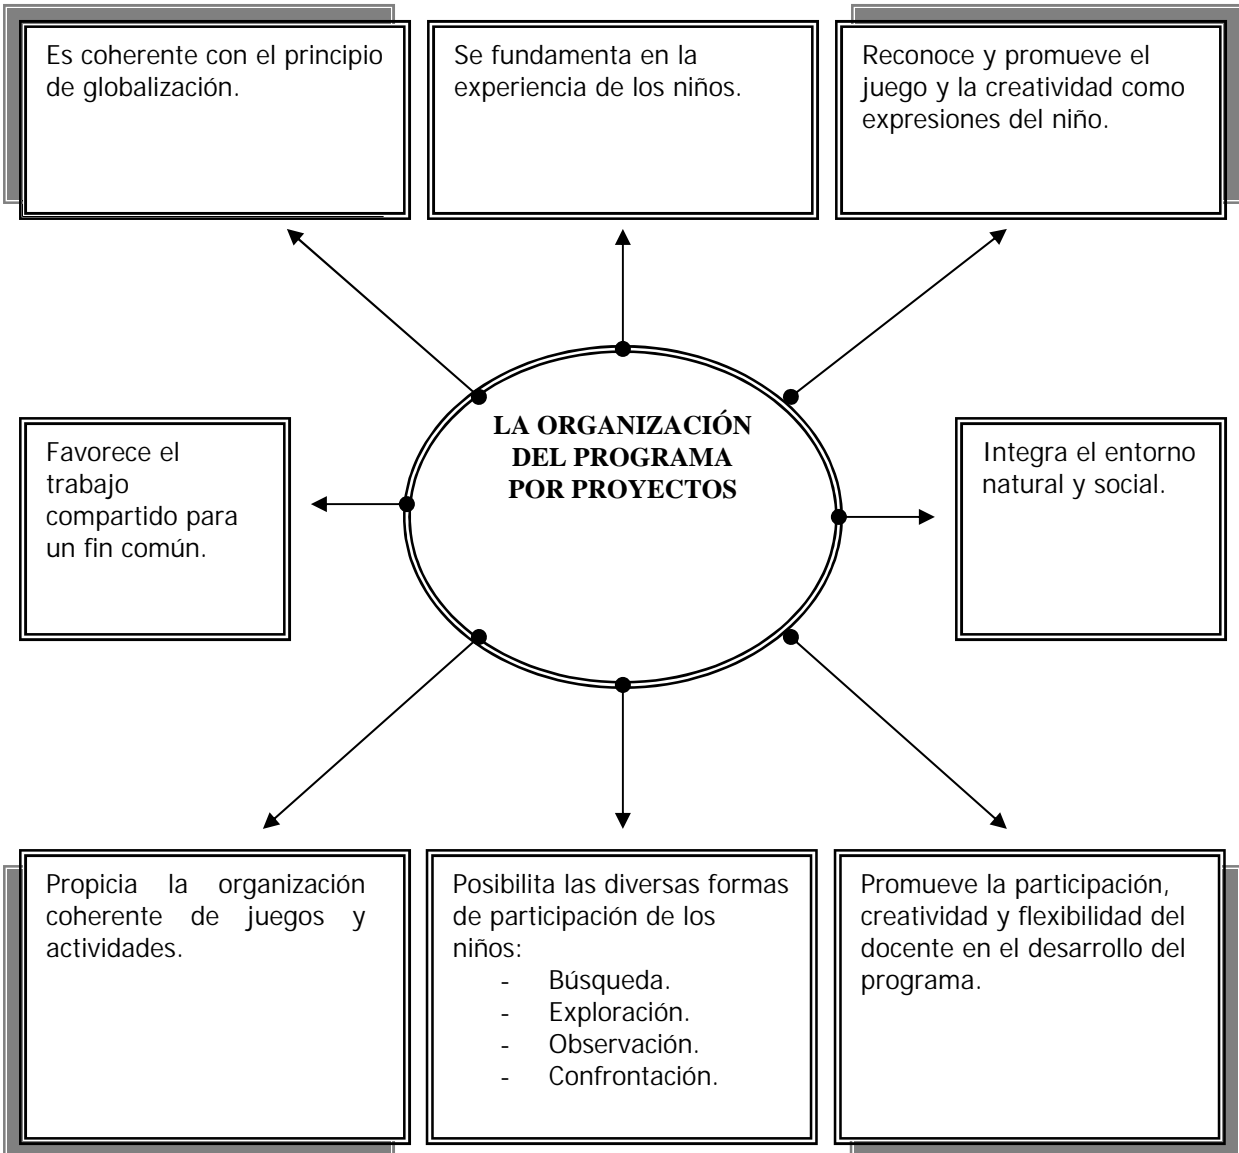 Es coherente con el principio
de globalización.
Se fundamenta en la
experiencia de los niños.
Reconoce y promueve el
juego y la creatividad como
expresiones del niño.
LA ORGANIZACIÓN
DEL PROGRAMA
POR PROYECTOS
Favorece el
trabajo
compartido para
un fin común.
Integra el entorno
natural y social.
Propicia la organización
coherente de juegos y
actividades.
Posibilita las diversas formas
de participación de los
niños:
- Búsqueda.
- Exploración.
- Observación.
- Confrontación.
Promueve la participación,
creatividad y flexibilidad del
docente en el desarrollo del
programa.